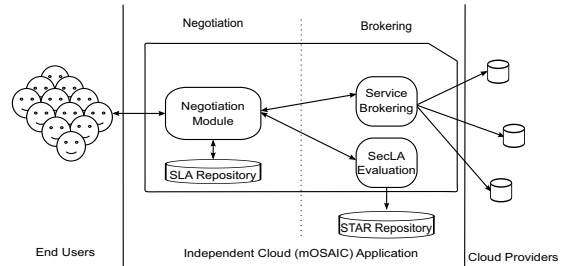 Negotiation
Brokering
Negotiation
Module
Service
Brokering
SLA Repository
SecLA
Evaluation
STAR Repository
End Users
Independent Cloud (mOSAIC) Application
Cloud Providers